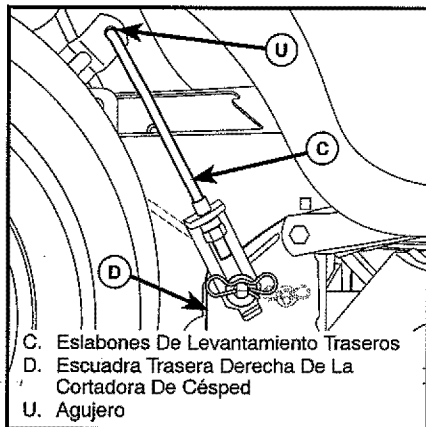 U
C
D
C. Eslabones De Levantamiento Traseros
D. Escuadra Trasera Derecha De La
Cortadora De Césped
U. Agujero